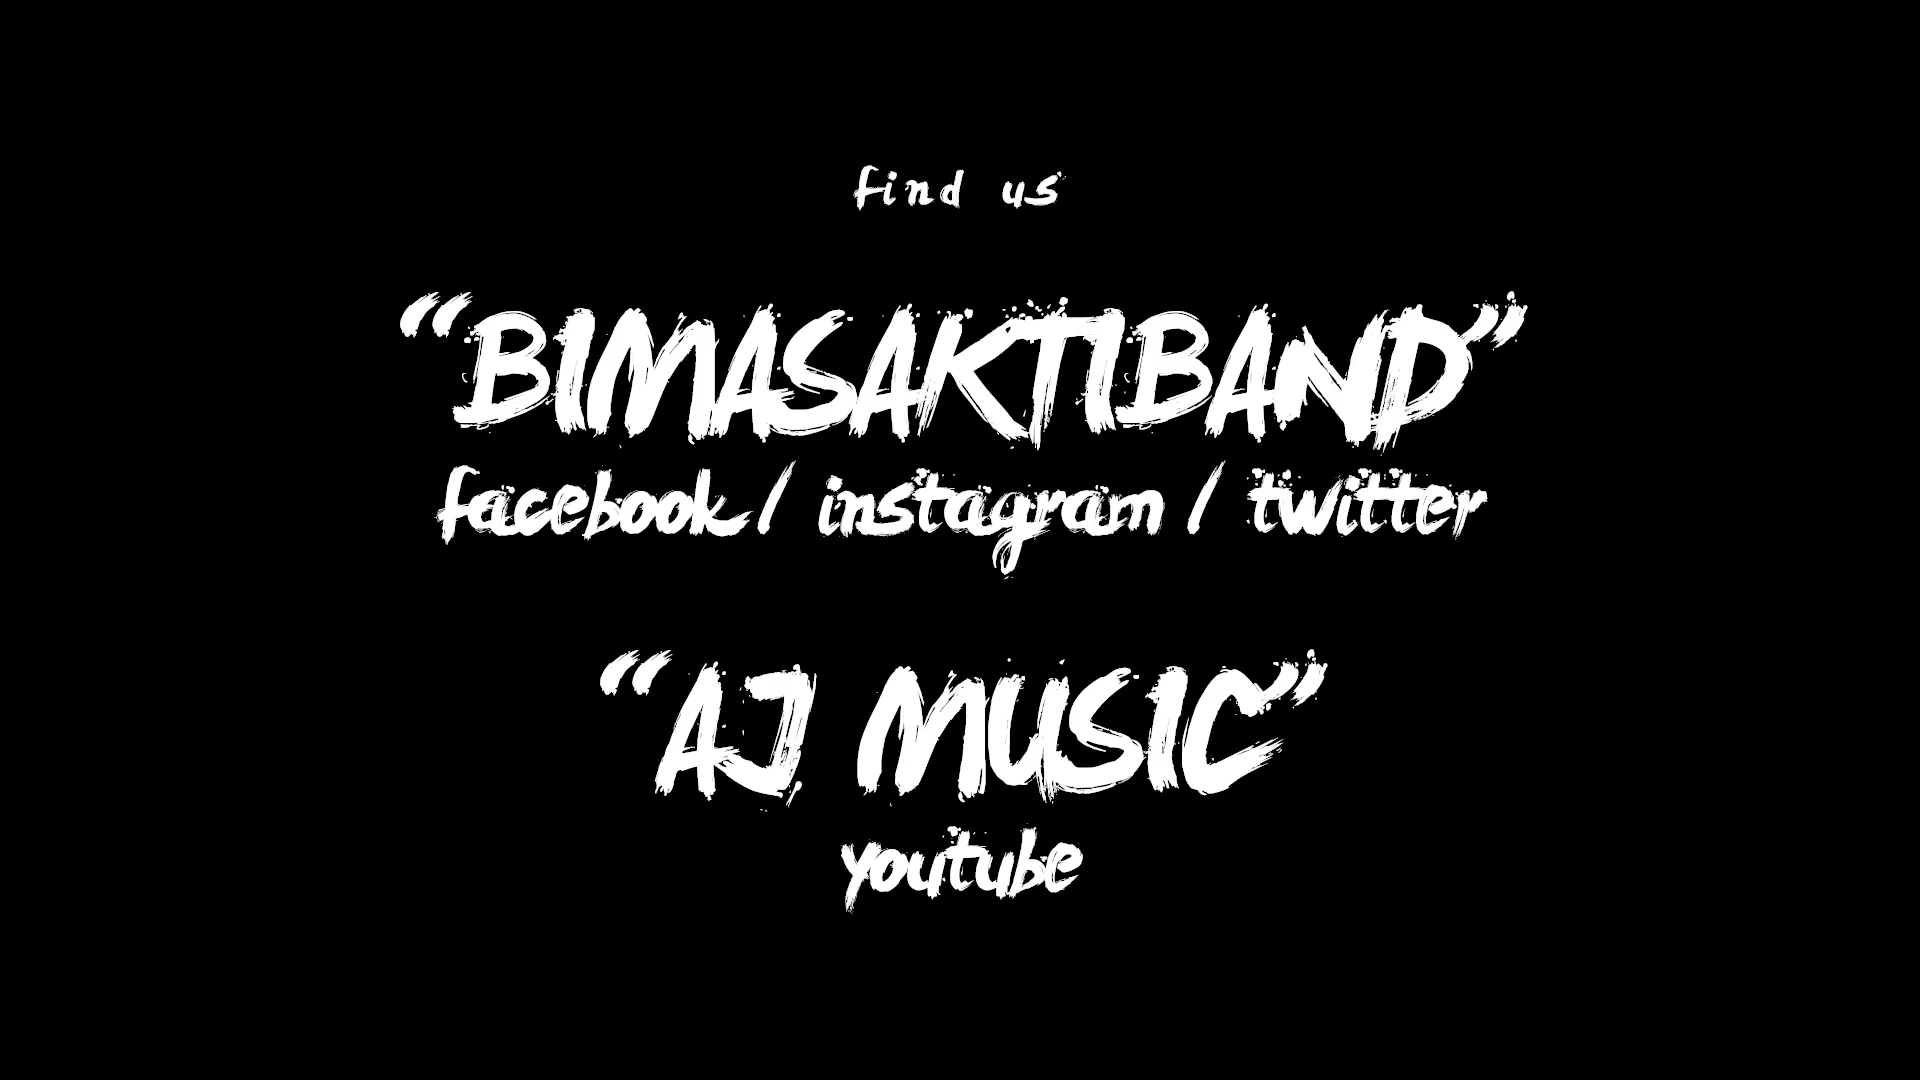 find us
“BIMASAKTIBAND”
facebook/ instagram / twitter
“AJ MUSIC”
youtube